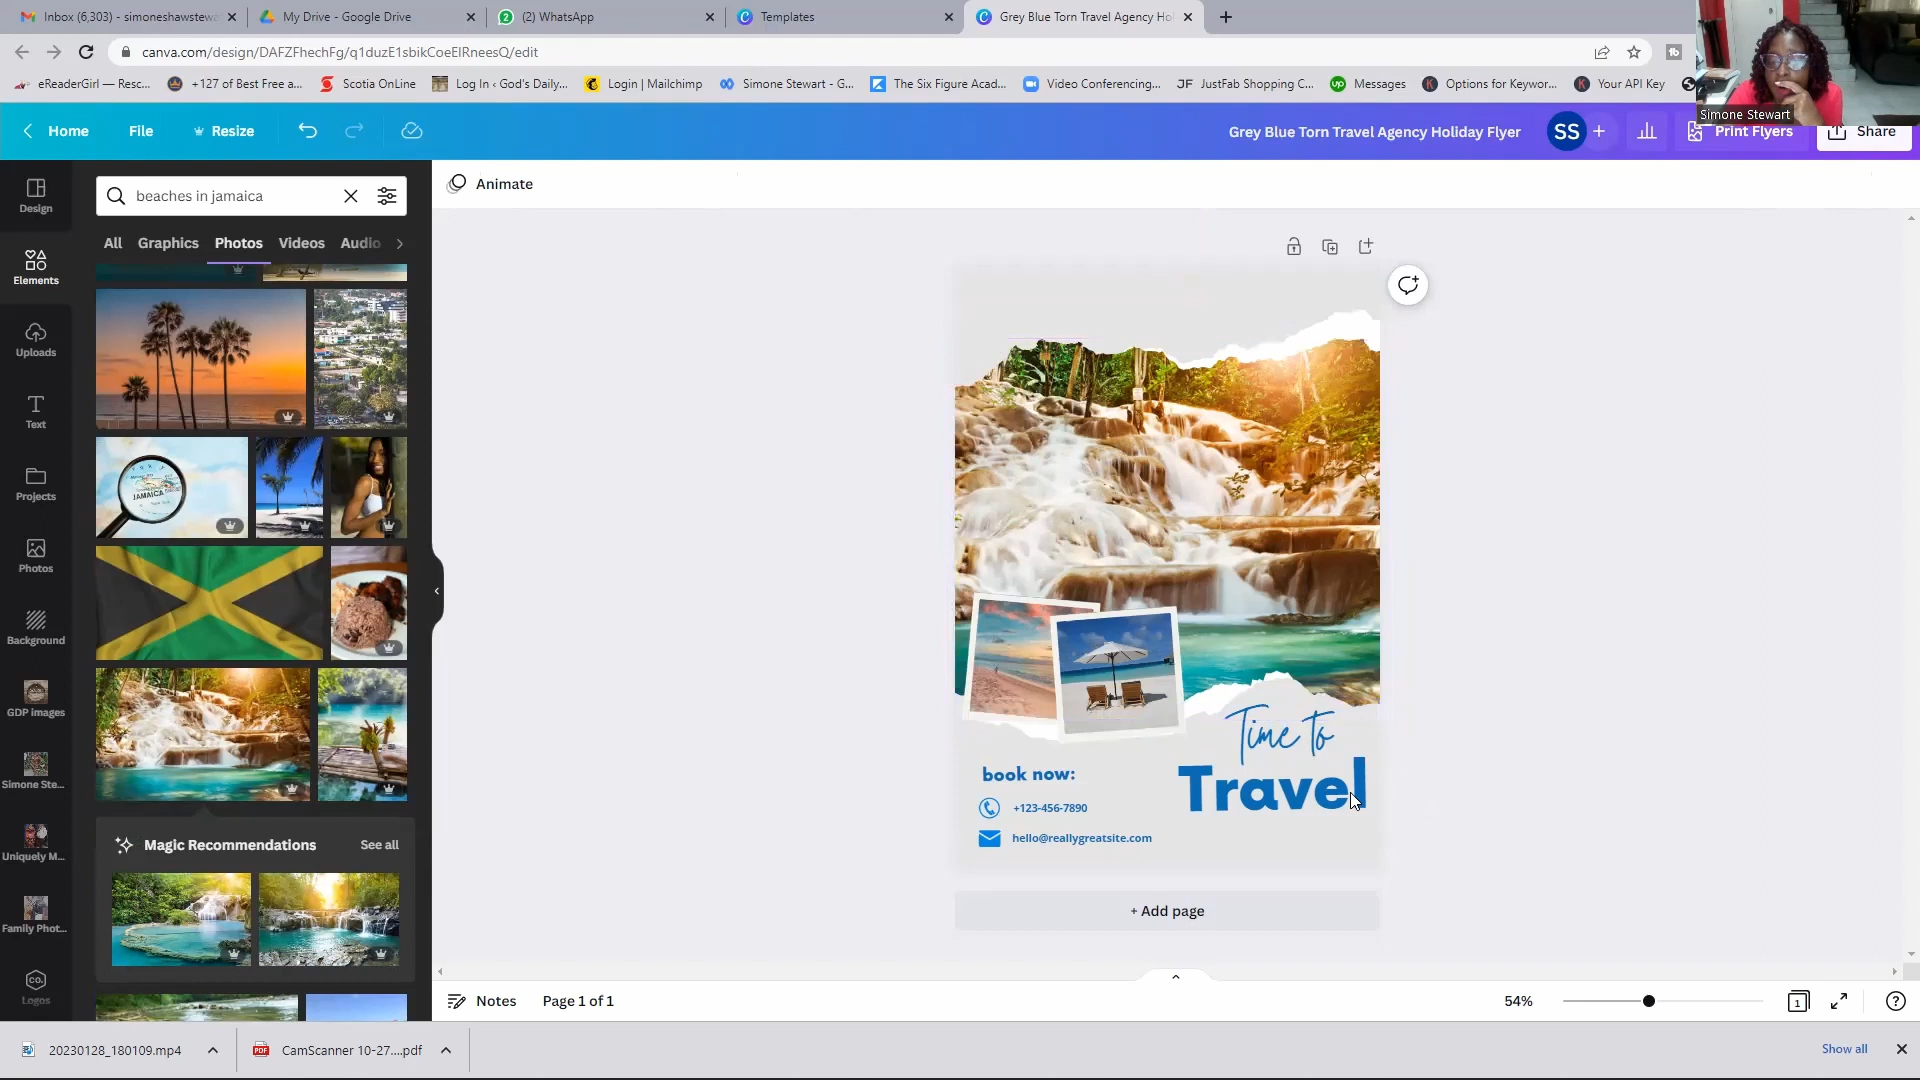 Inbox (6,303) - simoneshawstewa
My Drive - Google Drive
(2) WhatsApp
Templates
Grey Blue Torn Travel Agency Ho
canva.com/design/DAFZFhechFg/q1duzE1sbikCoeElRneesQ/edit
eReaderGirl — Resc...
+127 of Best Free a...
Scotia OnLine
Log In ‹ God's Daily...
Login | Mailchimp
Simone Stewart - G...
The Six Figure Acad...
Video Conferencing...
JF JustFab Shopping C...
up Messages
K Options for Keywor...
K Your API Key
Simone Stewart
Home
File
Resize
Grey Blue Torn Travel Agency Holiday Flyer
SS
Print Flyers
Share
Design
Elements
Uploads
Text
Projects
Photos
Background
GDP images
Simone Ste...
Uniquely M...
Family Phot...
co.
Logos
beaches in jamaica
All
Graphics
Photos
Videos
Audio
JAMAICA
Magic Recommendations
See all
Animate
Time to
Travel
book now:
+123-456-7890
hello@reallygreatsite.com
+ Add page
Notes
Page 1 of 1
54%
1
20230128_180109.mp4
PDF
CamScanner 10-27....pdf
Show all